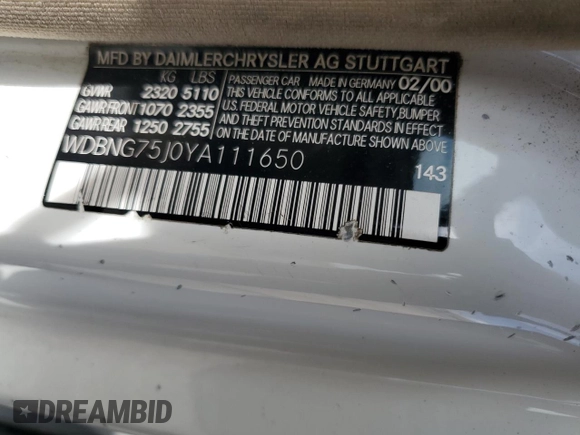 MFD BY DAIMLERCHRYSLER AG STUTTGART
KG LBS
GVWR 2320 5110
GAWR FRONT 1070 2355
GAWR REAR 1250 2755
PASSENGER CAR MADE IN GERMANY 02/00
THIS VEHICLE CONFORMS TO ALL APPLICABLE
U.S. FEDERAL MOTOR VEHICLE SAFETY, BUMPER,
AND THEFT PREVENTION STANDARDS IN EFFECT
ON THE DATE OF MANUFACTURE SHOWN ABOVE
WDBNG75J0YA111650
143
DREAMBID